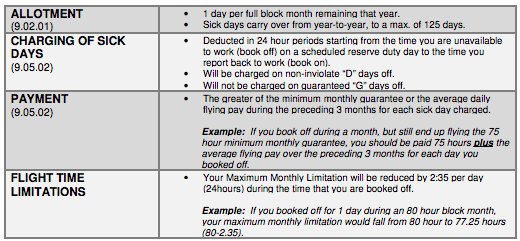 ALLOTMENT
(9.02.01)
• 1 day per full block month remaining that year.
• Sick days carry over from year-to-year, to a max. of 125 days.
CHARGING OF SICK
DAYS
(9.05.02)
• Deducted in 24 hour periods starting from the time you are unavailable
to work (book off) on a scheduled reserve duty day to the time you
report back to work (book on).
• Will be charged on non-inviolate “D” days off.
• Will not be charged on guaranteed “G” days off.
PAYMENT
(9.05.02)
• The greater of the minimum monthly guarantee or the average daily
flying pay during the preceding 3 months for each sick day charged.
Example: If you book off during a month, but still end up flying the 75
hour minimum monthly guarantee, you should be paid 75 hours plus the
average flying pay over the preceding 3 months for each day you
booked off.
FLIGHT TIME
LIMITATIONS
• Your Maximum Monthly Limitation will be reduced by 2:35 per day
(24hours) during the time that you are booked off.
Example: If you booked off for 1 day during an 80 hour block month,
your maximum monthly limitation would fall from 80 hour to 77.25 hours
(80-2.35).